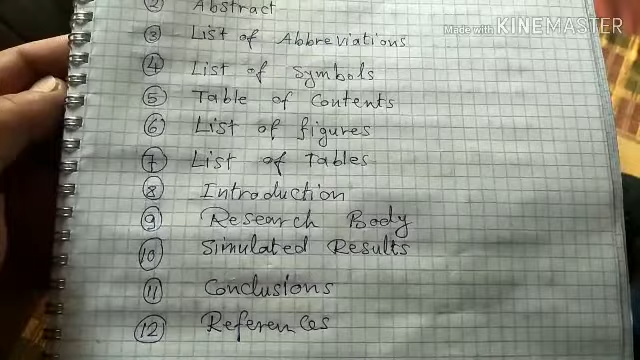 Made with KINEMASTER
② Abstract
③ List of Abbreviations
④ List of Symbols
⑤ Table of Contents
⑥ List of figures
⑦ List of Tables
⑧ Introduction
⑨ Research Body
⑩ Simulated Results
⑪ Conclusions
⑫ References